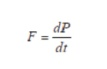 F = dP/dt